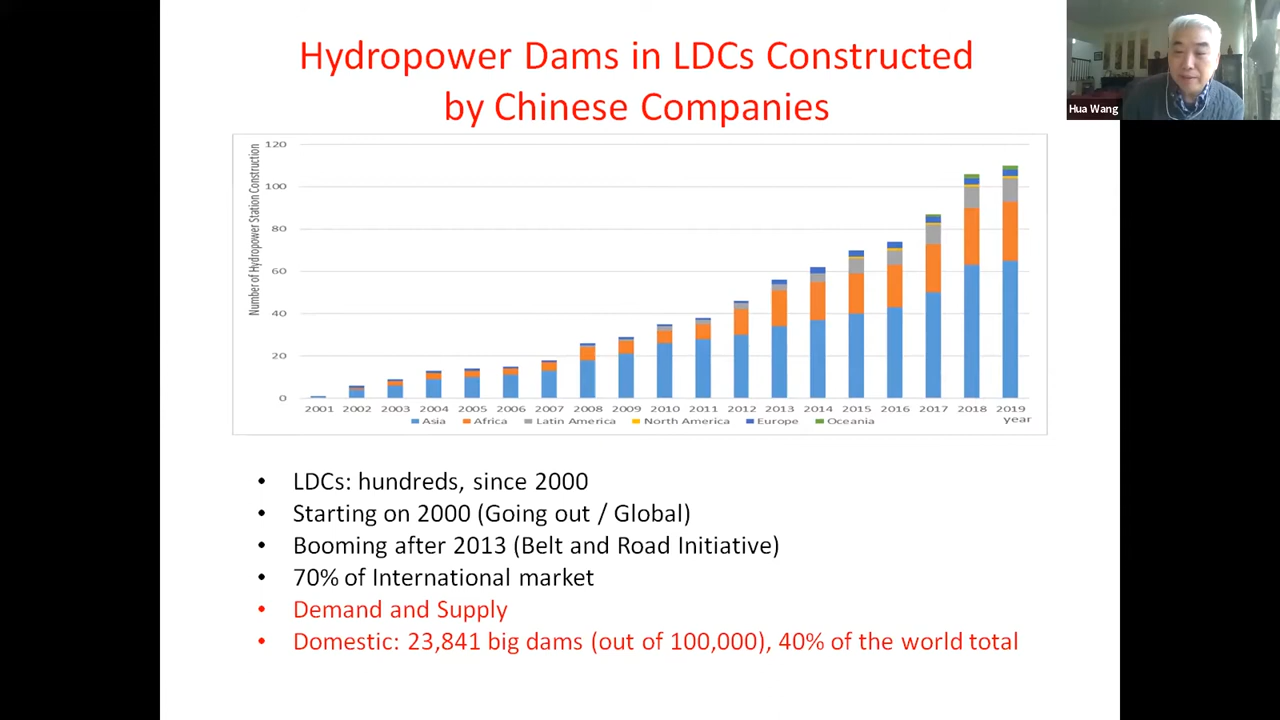 Hydropower Dams in LDCs Constructed
by Chinese Companies
Hua Wang
Number of Hydropower Station Construction
120
100
80
60
40
20
0
2001 2002 2003 2004 2005 2006 2007 2008 2009 2010 2011 2012 2013 2014 2015 2016 2017 2018 2019
year
Asia Africa Latin America North America Europe Oceania
• LDCs: hundreds, since 2000
• Starting on 2000 (Going out / Global)
• Booming after 2013 (Belt and Road Initiative)
• 70% of International market
• Demand and Supply
• Domestic: 23,841 big dams (out of 100,000), 40% of the world total